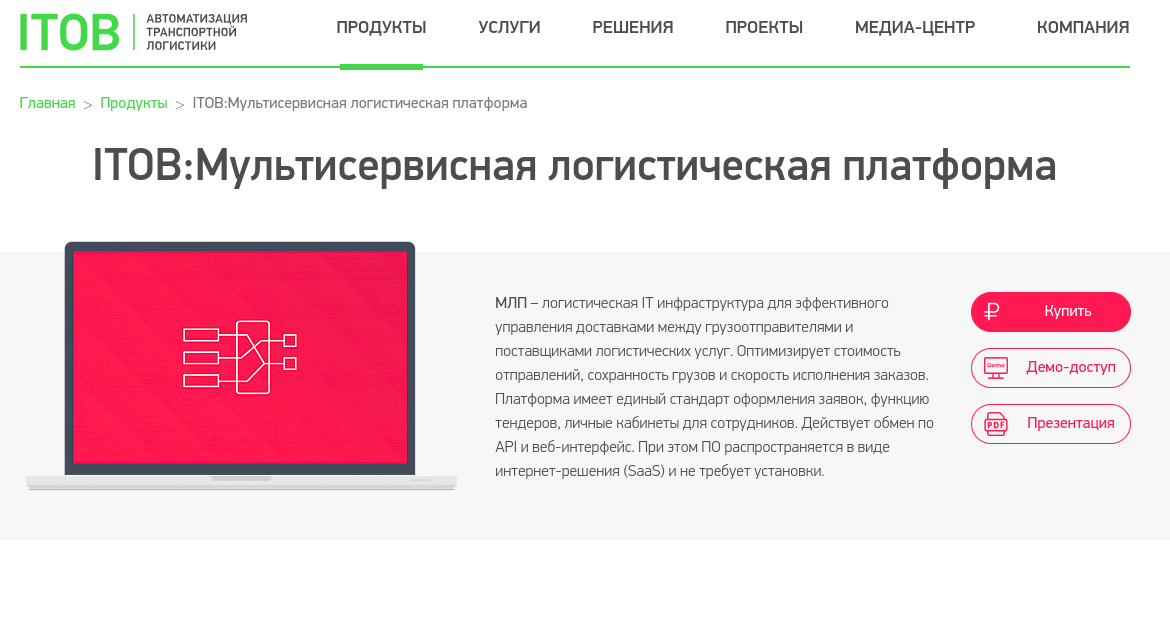 ITOB
АВТОМАТИЗАЦИЯ
ТРАНСПОРТНОЙ
ЛОГИСТИКИ
ПРОДУКТЫ УСЛУГИ РЕШЕНИЯ ПРОЕКТЫ МЕДИА-ЦЕНТР КОМПАНИЯ
Главная > Продукты > ITOB:Мультисервисная логистическая платформа
ITOB:Мультисервисная логистическая платформа
МЛП – логистическая IT инфраструктура для эффективного
управления доставками между грузоотправителями и
поставщиками логистических услуг. Оптимизирует стоимость
отправлений, сохранность грузов и скорость исполнения заказов.
Платформа имеет единый стандарт оформления заявок, функцию
тендеров, личные кабинеты для сотрудников. Действует обмен по
API и веб-интерфейс. При этом ПО распространяется в виде
интернет-решения (SaaS) и не требует установки.
₽ Купить
Demo Демо-доступ
PDF Презентация